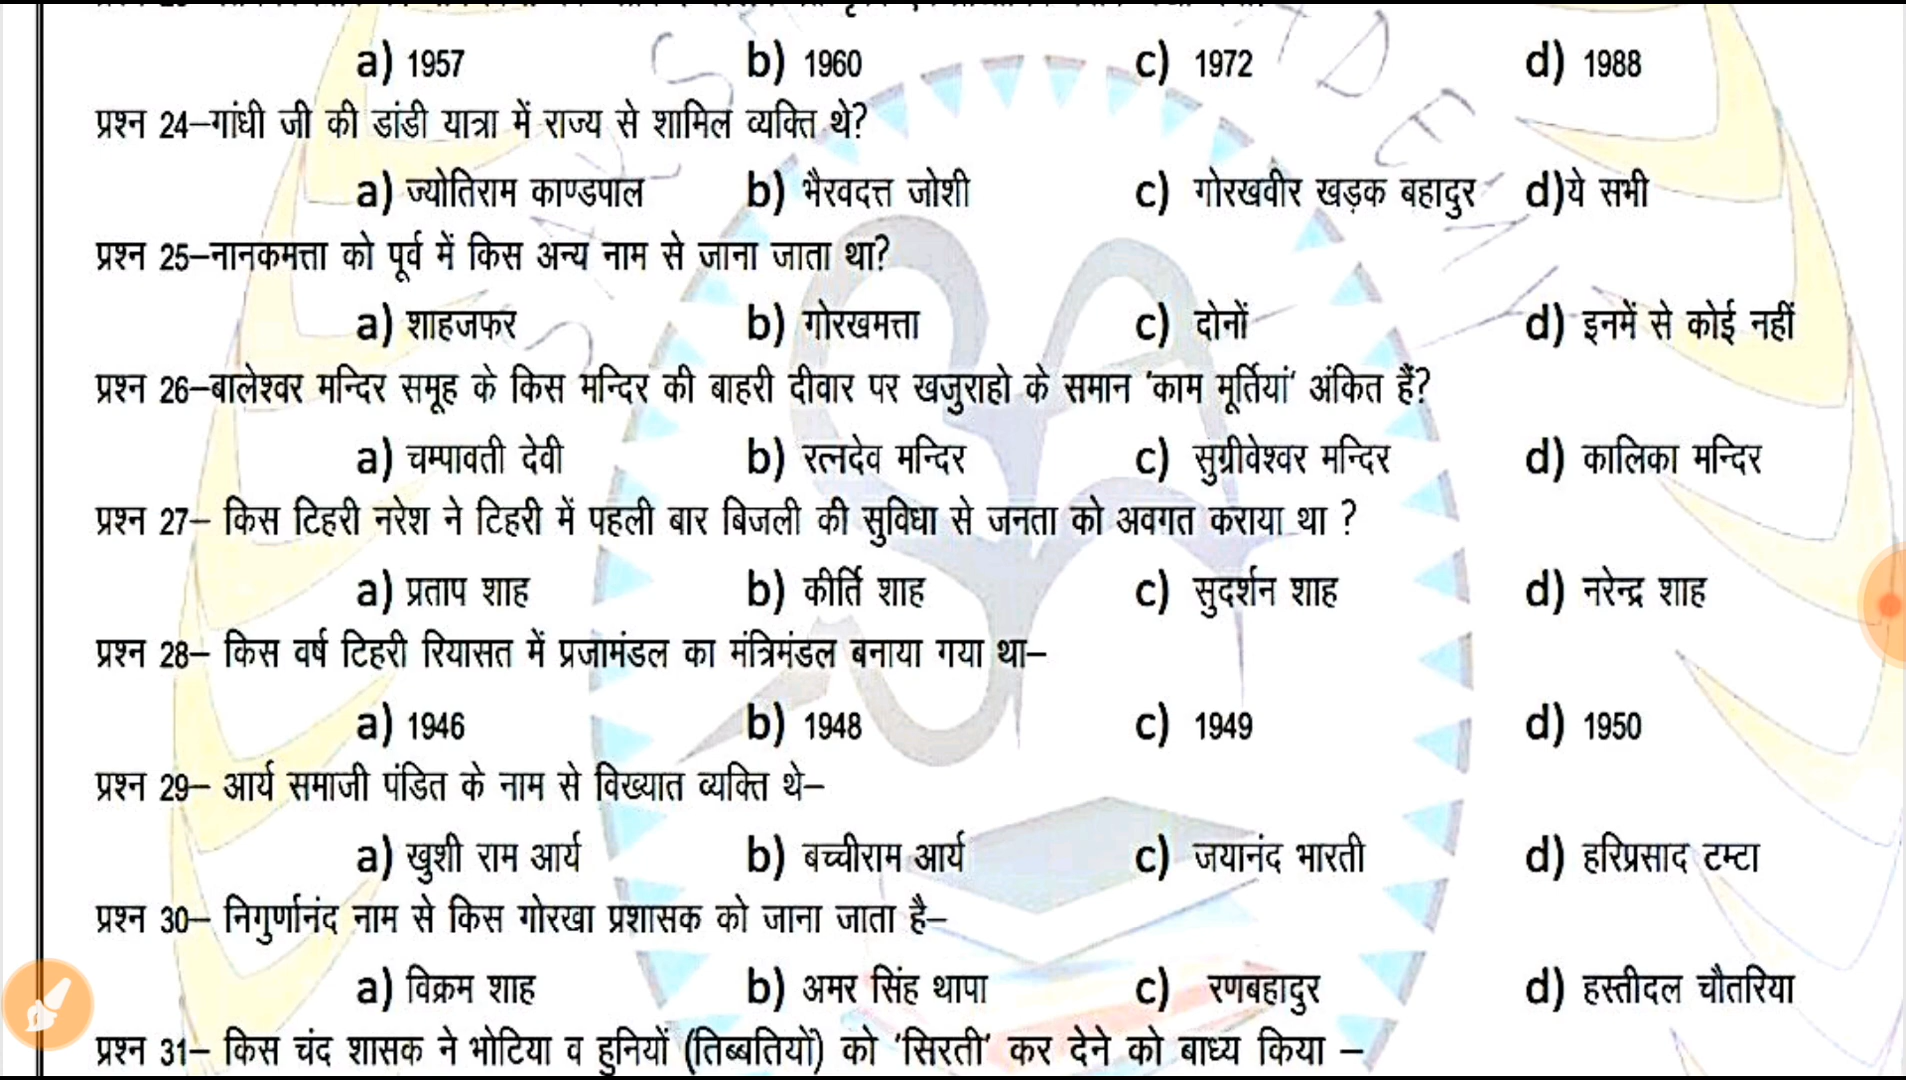 a) 1957 b) 1960 c) 1972 d) 1988
प्रश्न 24–गांधी जी की डांडी यात्रा में राज्य से शामिल व्यक्ति थे?
a) ज्योतिराम काण्डपाल b) भैरवदत्त जोशी c) गोरखवीर खड़क बहादुर d)ये सभी
प्रश्न 25–नानकमत्ता को पूर्व में किस अन्य नाम से जाना जाता था?
a) शाहजफर b) गोरखमत्ता c) दोनों d) इनमें से कोई नहीं
प्रश्न 26–बालेश्वर मन्दिर समूह के किस मन्दिर की बाहरी दीवार पर खजुराहो के समान 'काम मूर्तियां' अंकित हैं?
a) चम्पावती देवी b) रत्नदेव मन्दिर c) सुग्रीवेश्वर मन्दिर d) कालिका मन्दिर
प्रश्न 27– किस टिहरी नरेश ने टिहरी में पहली बार बिजली की सुविधा से जनता को अवगत कराया था ?
a) प्रताप शाह b) कीर्ति शाह c) सुदर्शन शाह d) नरेन्द्र शाह
प्रश्न 28– किस वर्ष टिहरी रियासत में प्रजामंडल का मंत्रिमंडल बनाया गया था–
a) 1946 b) 1948 c) 1949 d) 1950
प्रश्न 29– आर्य समाजी पंडित के नाम से विख्यात व्यक्ति थे–
a) खुशी राम आर्य b) बच्चीराम आर्य c) जयानंद भारती d) हरिप्रसाद टम्टा
प्रश्न 30– निगुर्णानंद नाम से किस गोरखा प्रशासक को जाना जाता है–
a) विक्रम शाह b) अमर सिंह थापा c) रणबहादुर d) हस्तीदल चौतरिया
प्रश्न 31– किस चंद शासक ने भोटिया व हुनियों (तिब्बतियों) को 'सिरती' कर देने को बाध्य किया –